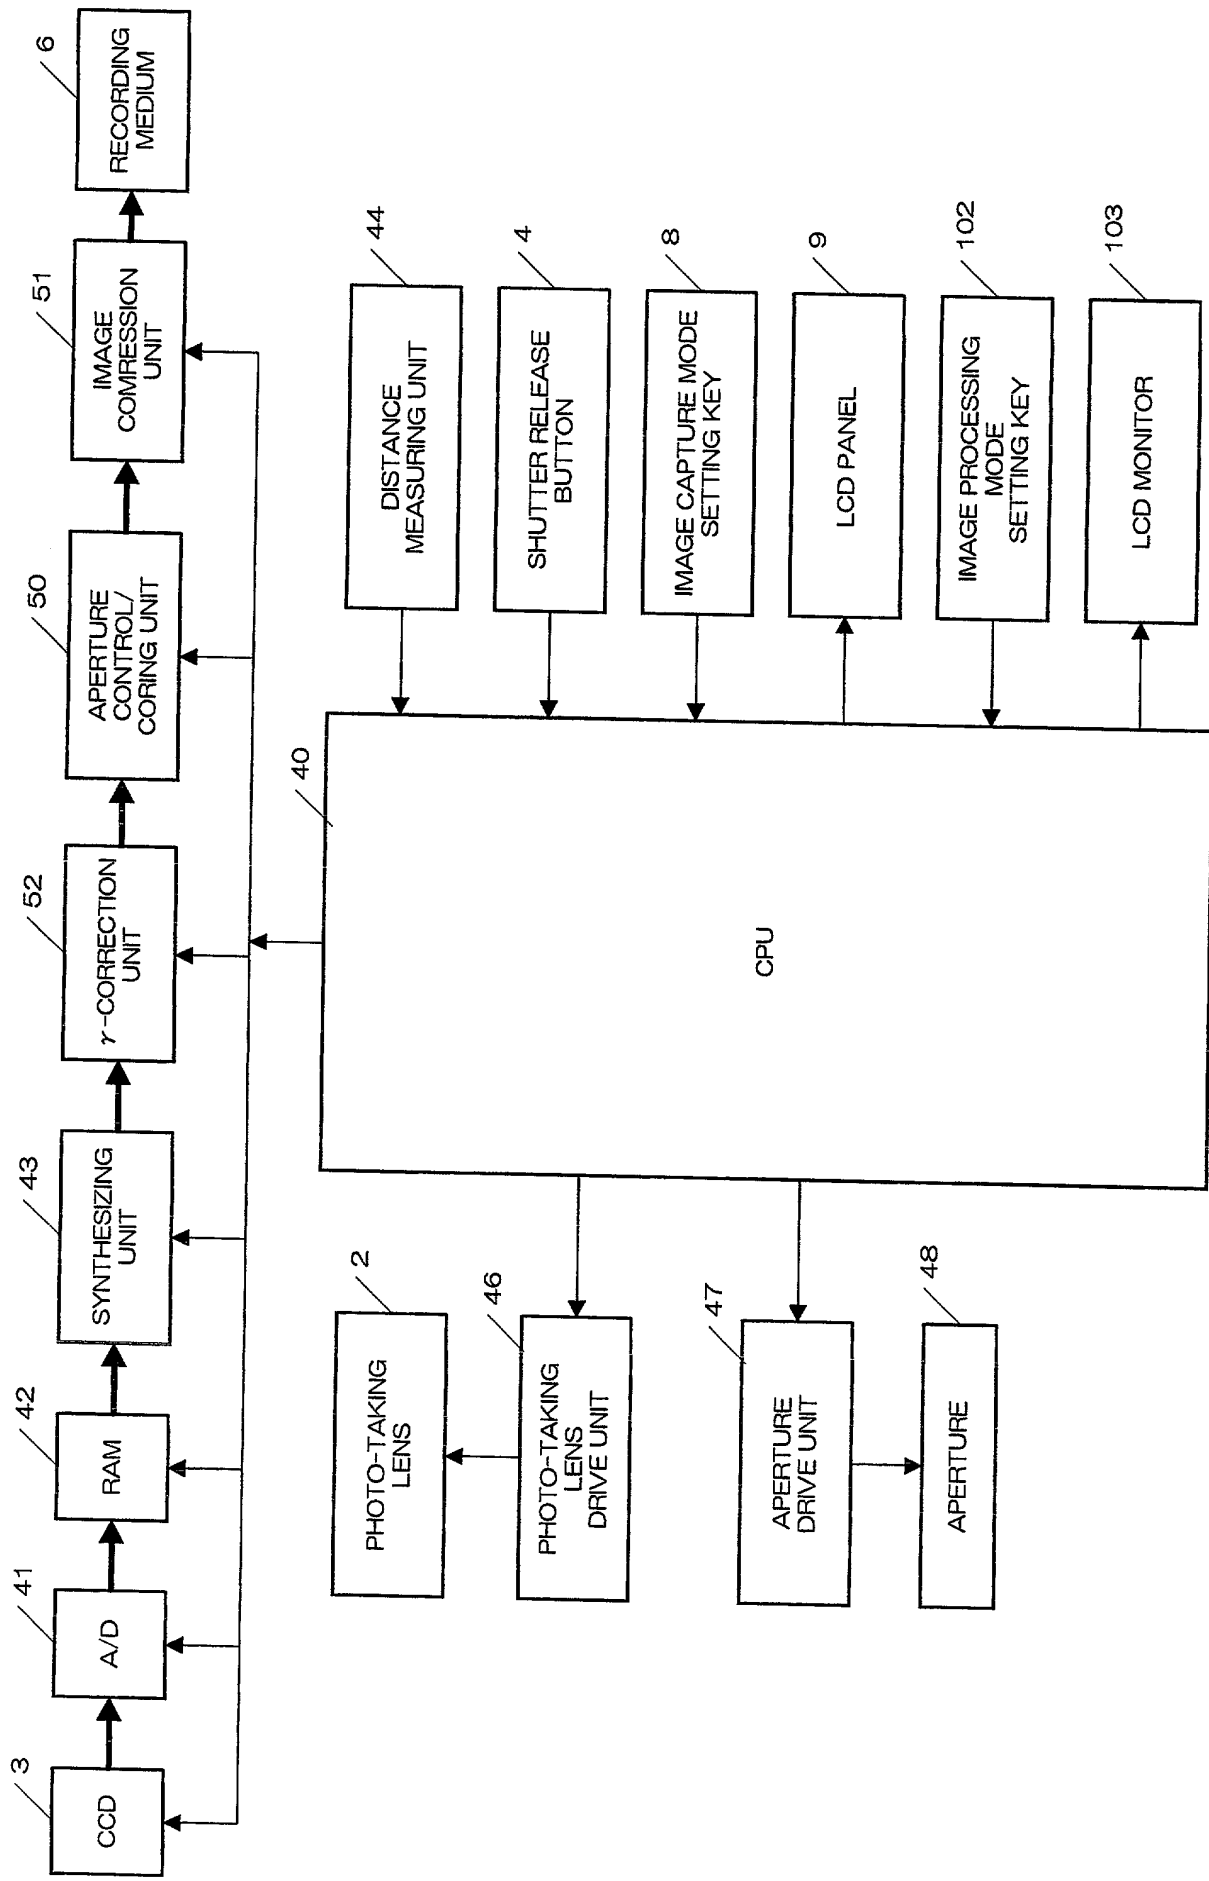 3
CCD
41
A/D
42
RAM
43
SYNTHESIZING
UNIT
52
γ-CORRECTION
UNIT
50
APERTURE
CONTROL/
CORING UNIT
51
IMAGE
COMRESSION
UNIT
6
RECORDING
MEDIUM
2
PHOTO-TAKING
LENS
46
PHOTO-TAKING
LENS
DRIVE UNIT
47
APERTURE
DRIVE UNIT
48
APERTURE
40
CPU
44
DISTANCE
MEASURING UNIT
4
SHUTTER RELEASE
BUTTON
8
IMAGE CAPTURE MODE
SETTING KEY
9
LCD PANEL
102
IMAGE PROCESSING
MODE
SETTING KEY
103
LCD MONITOR